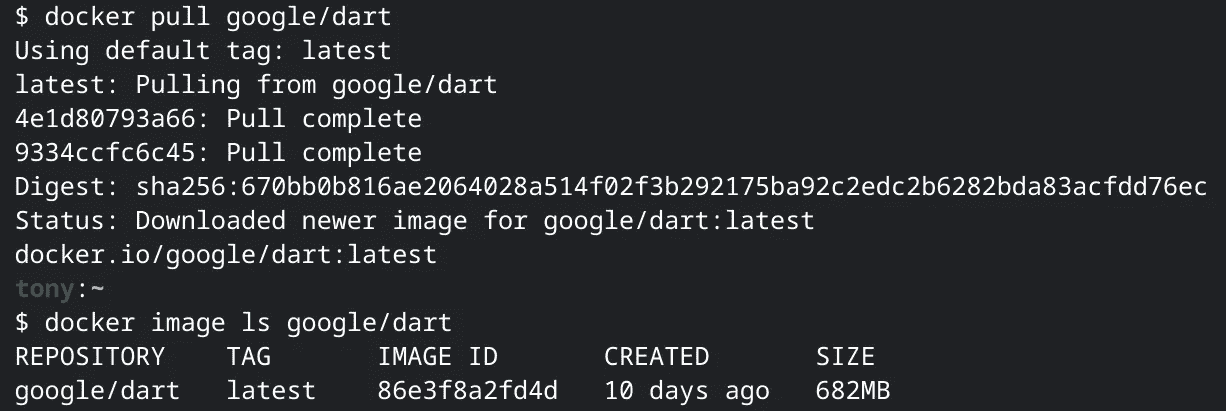 $ docker pull google/dart
Using default tag: latest
latest: Pulling from google/dart
4e1d80793a66: Pull complete
9334ccfc6c45: Pull complete
Digest: sha256:670bb0b816ae2064028a514f02f3b292175ba92c2edc2b6282bda83acfdd76ec
Status: Downloaded newer image for google/dart:latest
docker.io/google/dart:latest
tony:~
$ docker image ls google/dart
REPOSITORY    TAG       IMAGE ID       CREATED       SIZE
google/dart   latest    86e3f8a2fd4d   10 days ago   682MB